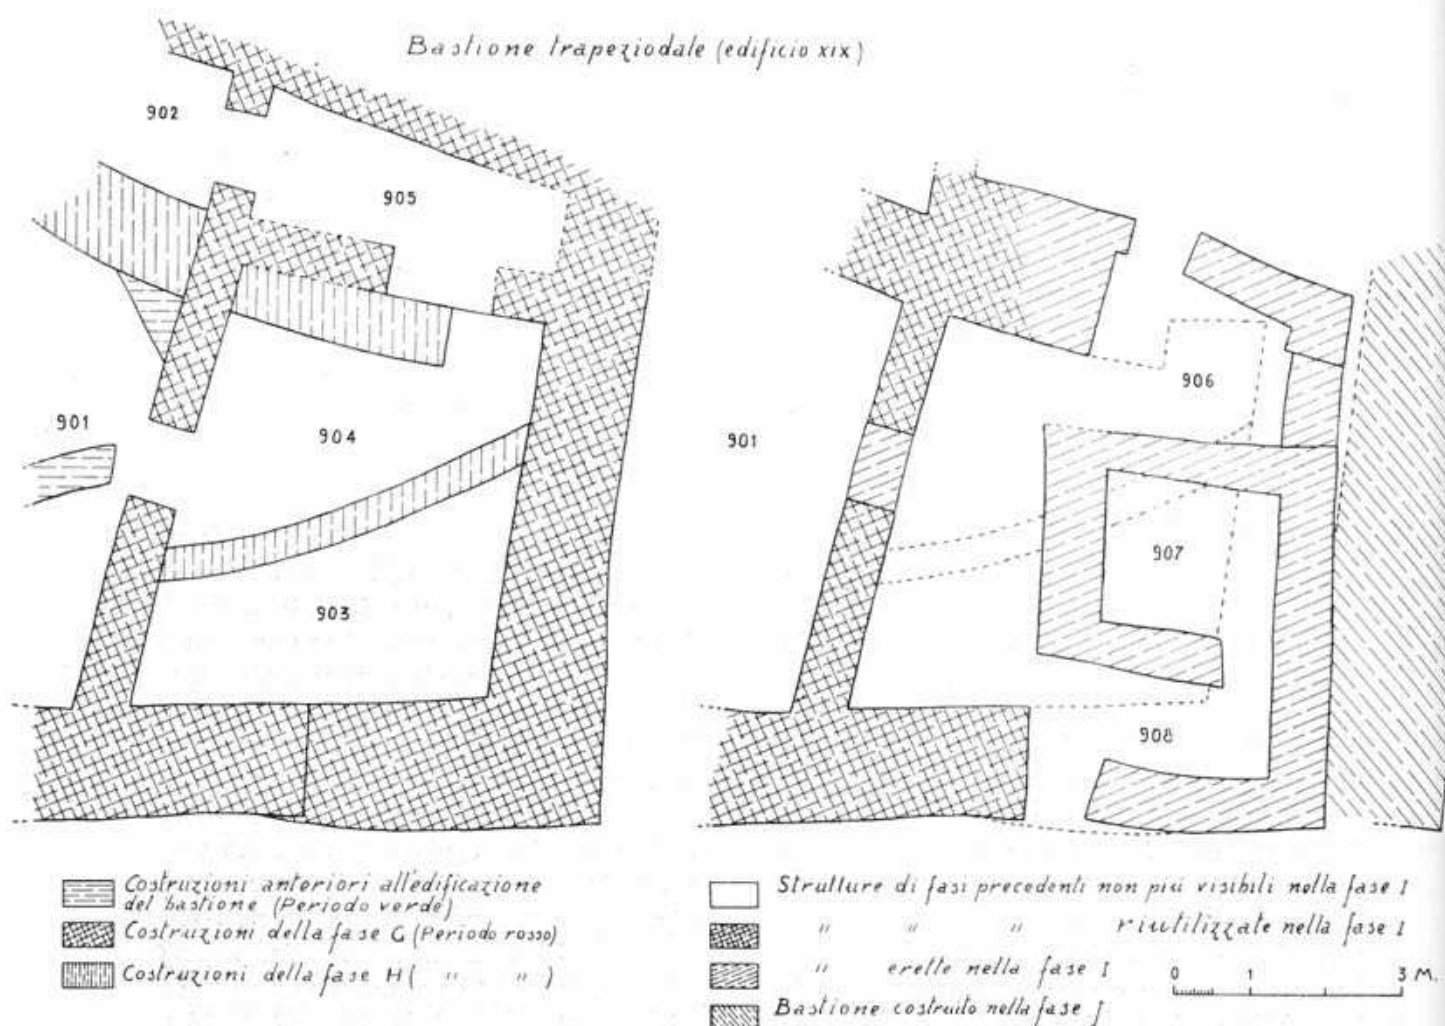 Bastione trapeziodale (edificio XIX)
902
905
901
904
903
901
906
907
908
Costruzioni anteriori all'edificazione
del bastione (Periodo verde)
Costruzioni della fase G (Periodo rosso)
Costruzioni della fase H ( " " )
Strutture di fasi precedenti non più visibili nella fase I
" " " riutilizzate nella fase I
" erette nella fase I
Bastione costruito nella fase J
0 1 3 M.